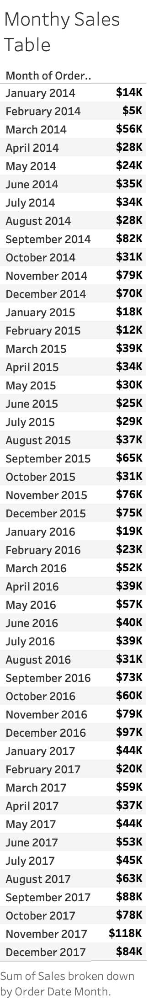 Monthy Sales
Table
Month of Order..
January 2014 $14K
February 2014 $5K
March 2014 $56K
April 2014 $28K
May 2014 $24K
June 2014 $35K
July 2014 $34K
August 2014 $28K
September 2014 $82K
October 2014 $31K
November 2014 $79K
December 2014 $70K
January 2015 $18K
February 2015 $12K
March 2015 $39K
April 2015 $34K
May 2015 $30K
June 2015 $25K
July 2015 $29K
August 2015 $37K
September 2015 $65K
October 2015 $31K
November 2015 $76K
December 2015 $75K
January 2016 $19K
February 2016 $23K
March 2016 $52K
April 2016 $39K
May 2016 $57K
June 2016 $40K
July 2016 $39K
August 2016 $31K
September 2016 $73K
October 2016 $60K
November 2016 $79K
December 2016 $97K
January 2017 $44K
February 2017 $20K
March 2017 $59K
April 2017 $37K
May 2017 $44K
June 2017 $53K
July 2017 $45K
August 2017 $63K
September 2017 $88K
October 2017 $78K
November 2017 $118K
December 2017 $84K
Sum of Sales broken down
by Order Date Month.